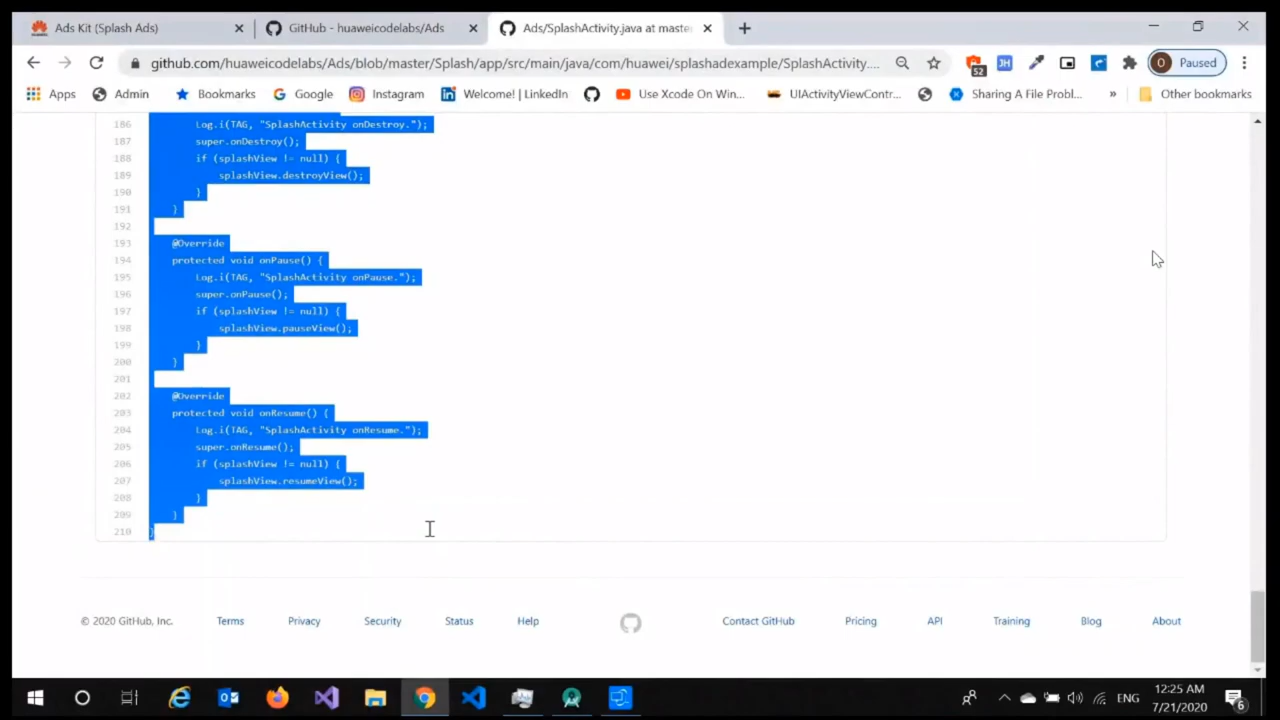 Ads Kit (Splash Ads)
GitHub - huaweicodelabs/Ads
Ads/SplashActivity.java at master
github.com/huaweicodelabs/Ads/blob/master/Splash/app/src/main/java/com/huawei/splashadexample/SplashActivity....
52
JH
O Paused
Apps Admin Bookmarks Google Instagram Welcome! | LinkedIn Use Xcode On Win... UIActivityViewContr... Sharing A File Probl... » Other bookmarks
186 Log.i(TAG, "SplashActivity onDestroy.");
187 super.onDestroy();
188 if (splashView != null) {
189 splashView.destroyView();
190 }
191 }
192
193 @Override
194 protected void onPause() {
195 Log.i(TAG, "SplashActivity onPause.");
196 super.onPause();
197 if (splashView != null) {
198 splashView.pauseView();
199 }
200 }
201
202 @Override
203 protected void onResume() {
204 Log.i(TAG, "SplashActivity onResume.");
205 super.onResume();
206 if (splashView != null) {
207 splashView.resumeView();
208 }
209 }
210 }
© 2020 GitHub, Inc. Terms Privacy Security Status Help Contact GitHub Pricing API Training Blog About
ENG
12:25 AM
7/21/2020
6